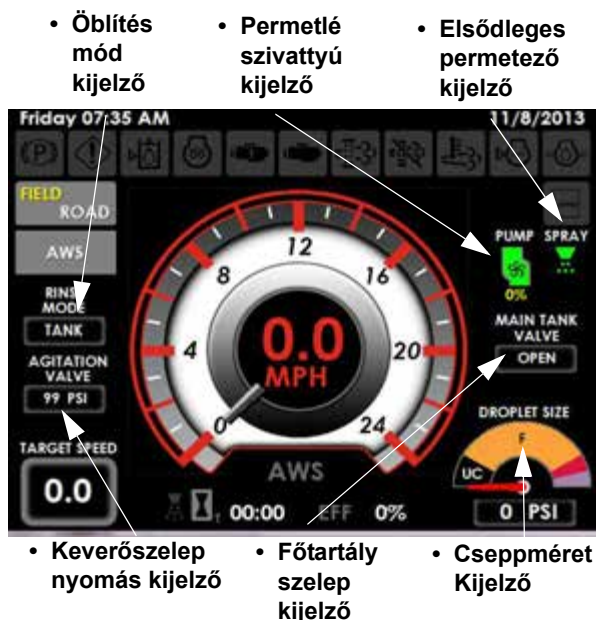 • Öblítés
mód
kijelző
• Permetlé
szivattyú
kijelző
• Elsődleges
permetező
kijelző
Friday 07:35 AM
11/8/2013
FIELD
ROAD
AWS
RINSE
MODE
TANK
AGITATION
VALVE
99 PSI
TARGET SPEED
0.0
0
4
8
12
16
20
24
0.0
MPH
AWS
00:00
EFF 0%
PUMP
SPRAY
0%
MAIN TANK
VALVE
OPEN
DROPLET SIZE
F
UC
0 PSI
• Keverőszelep
nyomás kijelző
• Főtartály
szelep
kijelző
• Cseppméret
Kijelző